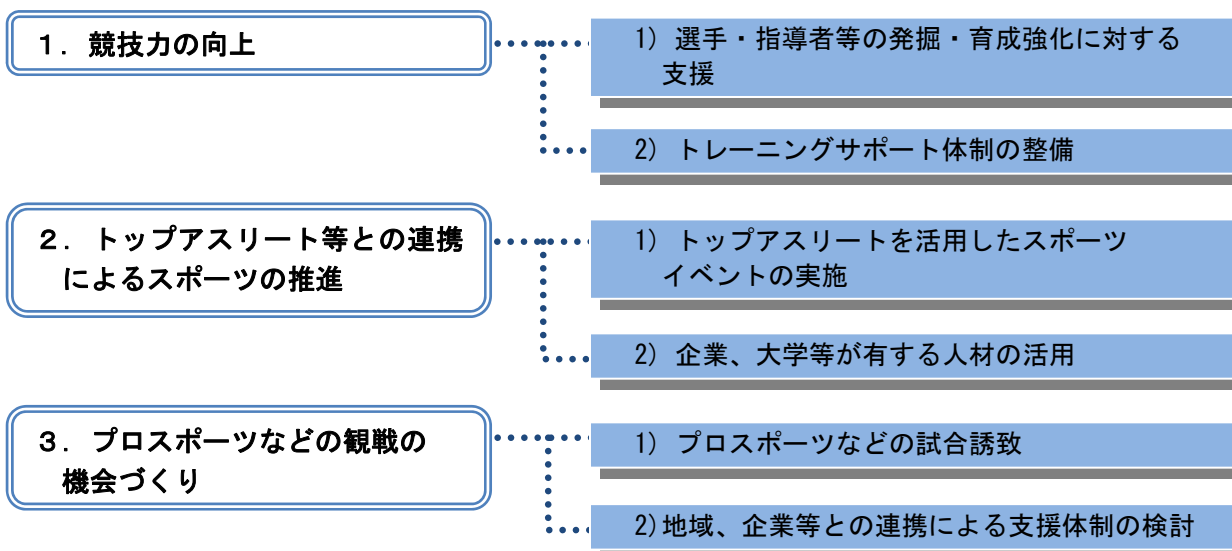 １．競技力の向上
1) 選手・指導者等の発掘・育成強化に対する
支援
2) トレーニングサポート体制の整備
２．トップアスリート等との連携
によるスポーツの推進
1) トップアスリートを活用したスポーツ
イベントの実施
2) 企業、大学等が有する人材の活用
３．プロスポーツなどの観戦の
機会づくり
1) プロスポーツなどの試合誘致
2)地域、企業等との連携による支援体制の検討